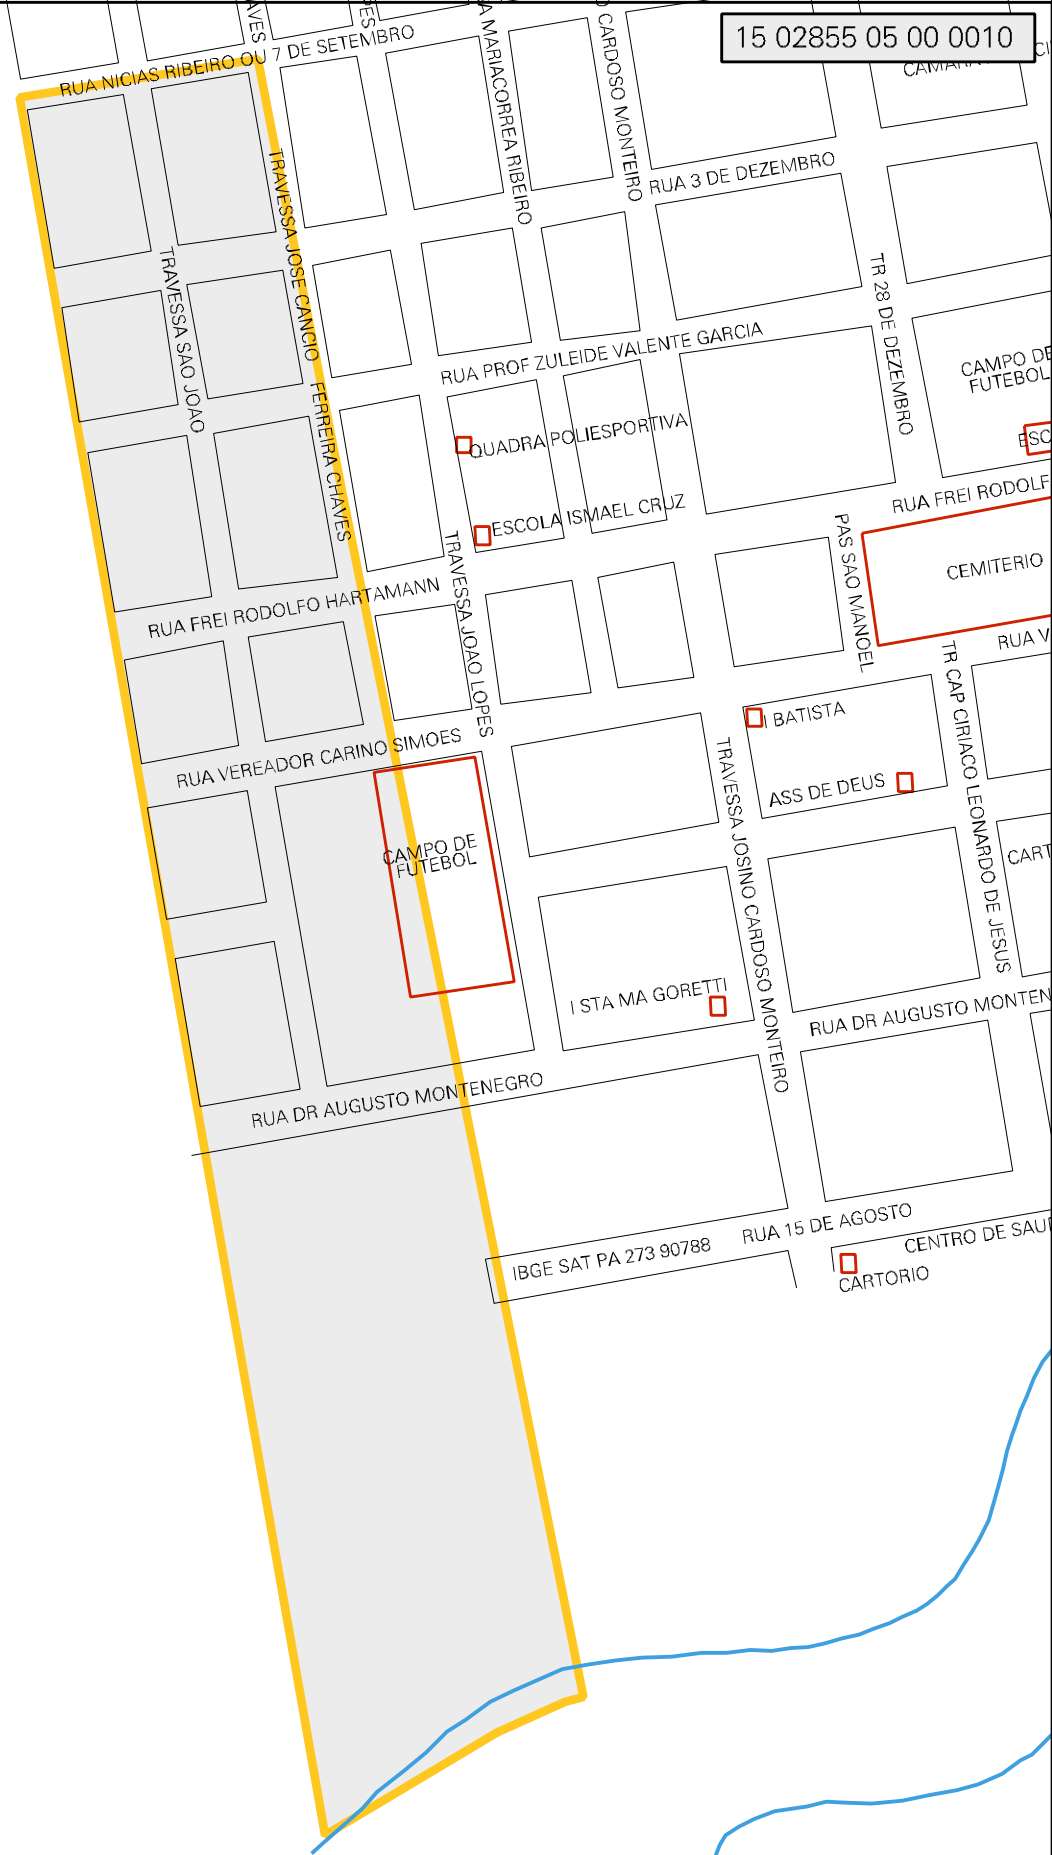 15 02855 05 00 0010
RUA NICIAS RIBEIRO OU 7 DE SETEMBRO
TRAVESSA JOSE CANCIO FERREIRA CHAVES
MARIACORREA RIBEIRO
CARDOSO MONTEIRO
RUA 3 DE DEZEMBRO
TRAVESSA SAO JOAO
TR 28 DE DEZEMBRO
RUA PROF ZULEIDE VALENTE GARCIA
CAMPO DE
FUTEBOL
QUADRA POLIESPORTIVA
ESCOLA ISMAEL CRUZ
RUA FREI RODOLF
PAS SAO MANOEL
CEMITERIO
TRAVESSA JOAO LOPES
RUA FREI RODOLFO HARTAMANN
RUA V
TR CAP CIRIACO LEONARDO DE JESUS
I BATISTA
RUA VEREADOR CARINO SIMOES
TRAVESSA JOSINO CARDOSO MONTEIRO
ASS DE DEUS
CAMPO DE
FUTEBOL
CART
I STA MA GORETTI
RUA DR AUGUSTO MONTEN
RUA DR AUGUSTO MONTENEGRO
RUA 15 DE AGOSTO
CENTRO DE SAU
IBGE SAT PA 273 90788
CARTORIO